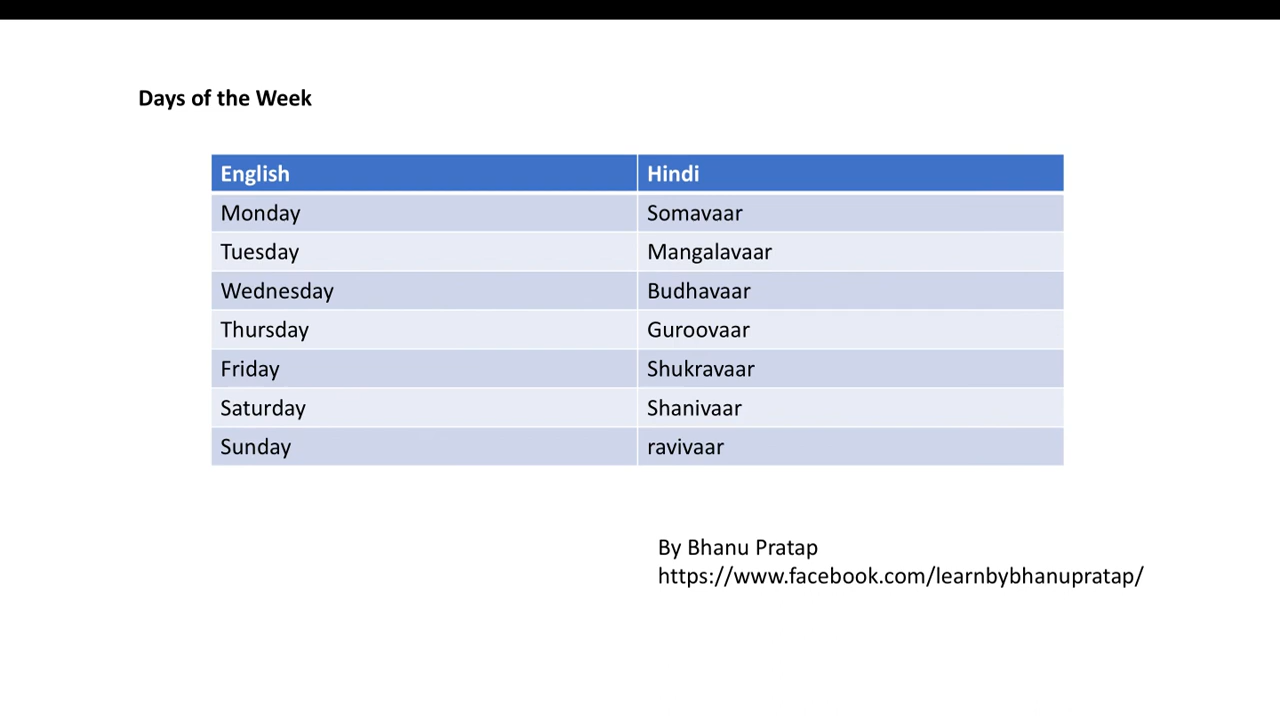 Days of the Week
English Hindi
Monday Somavaar
Tuesday Mangalavaar
Wednesday Budhavaar
Thursday Guroovaar
Friday Shukravaar
Saturday Shanivaar
Sunday ravivaar
By Bhanu Pratap
https://www.facebook.com/learnbybhanupratap/